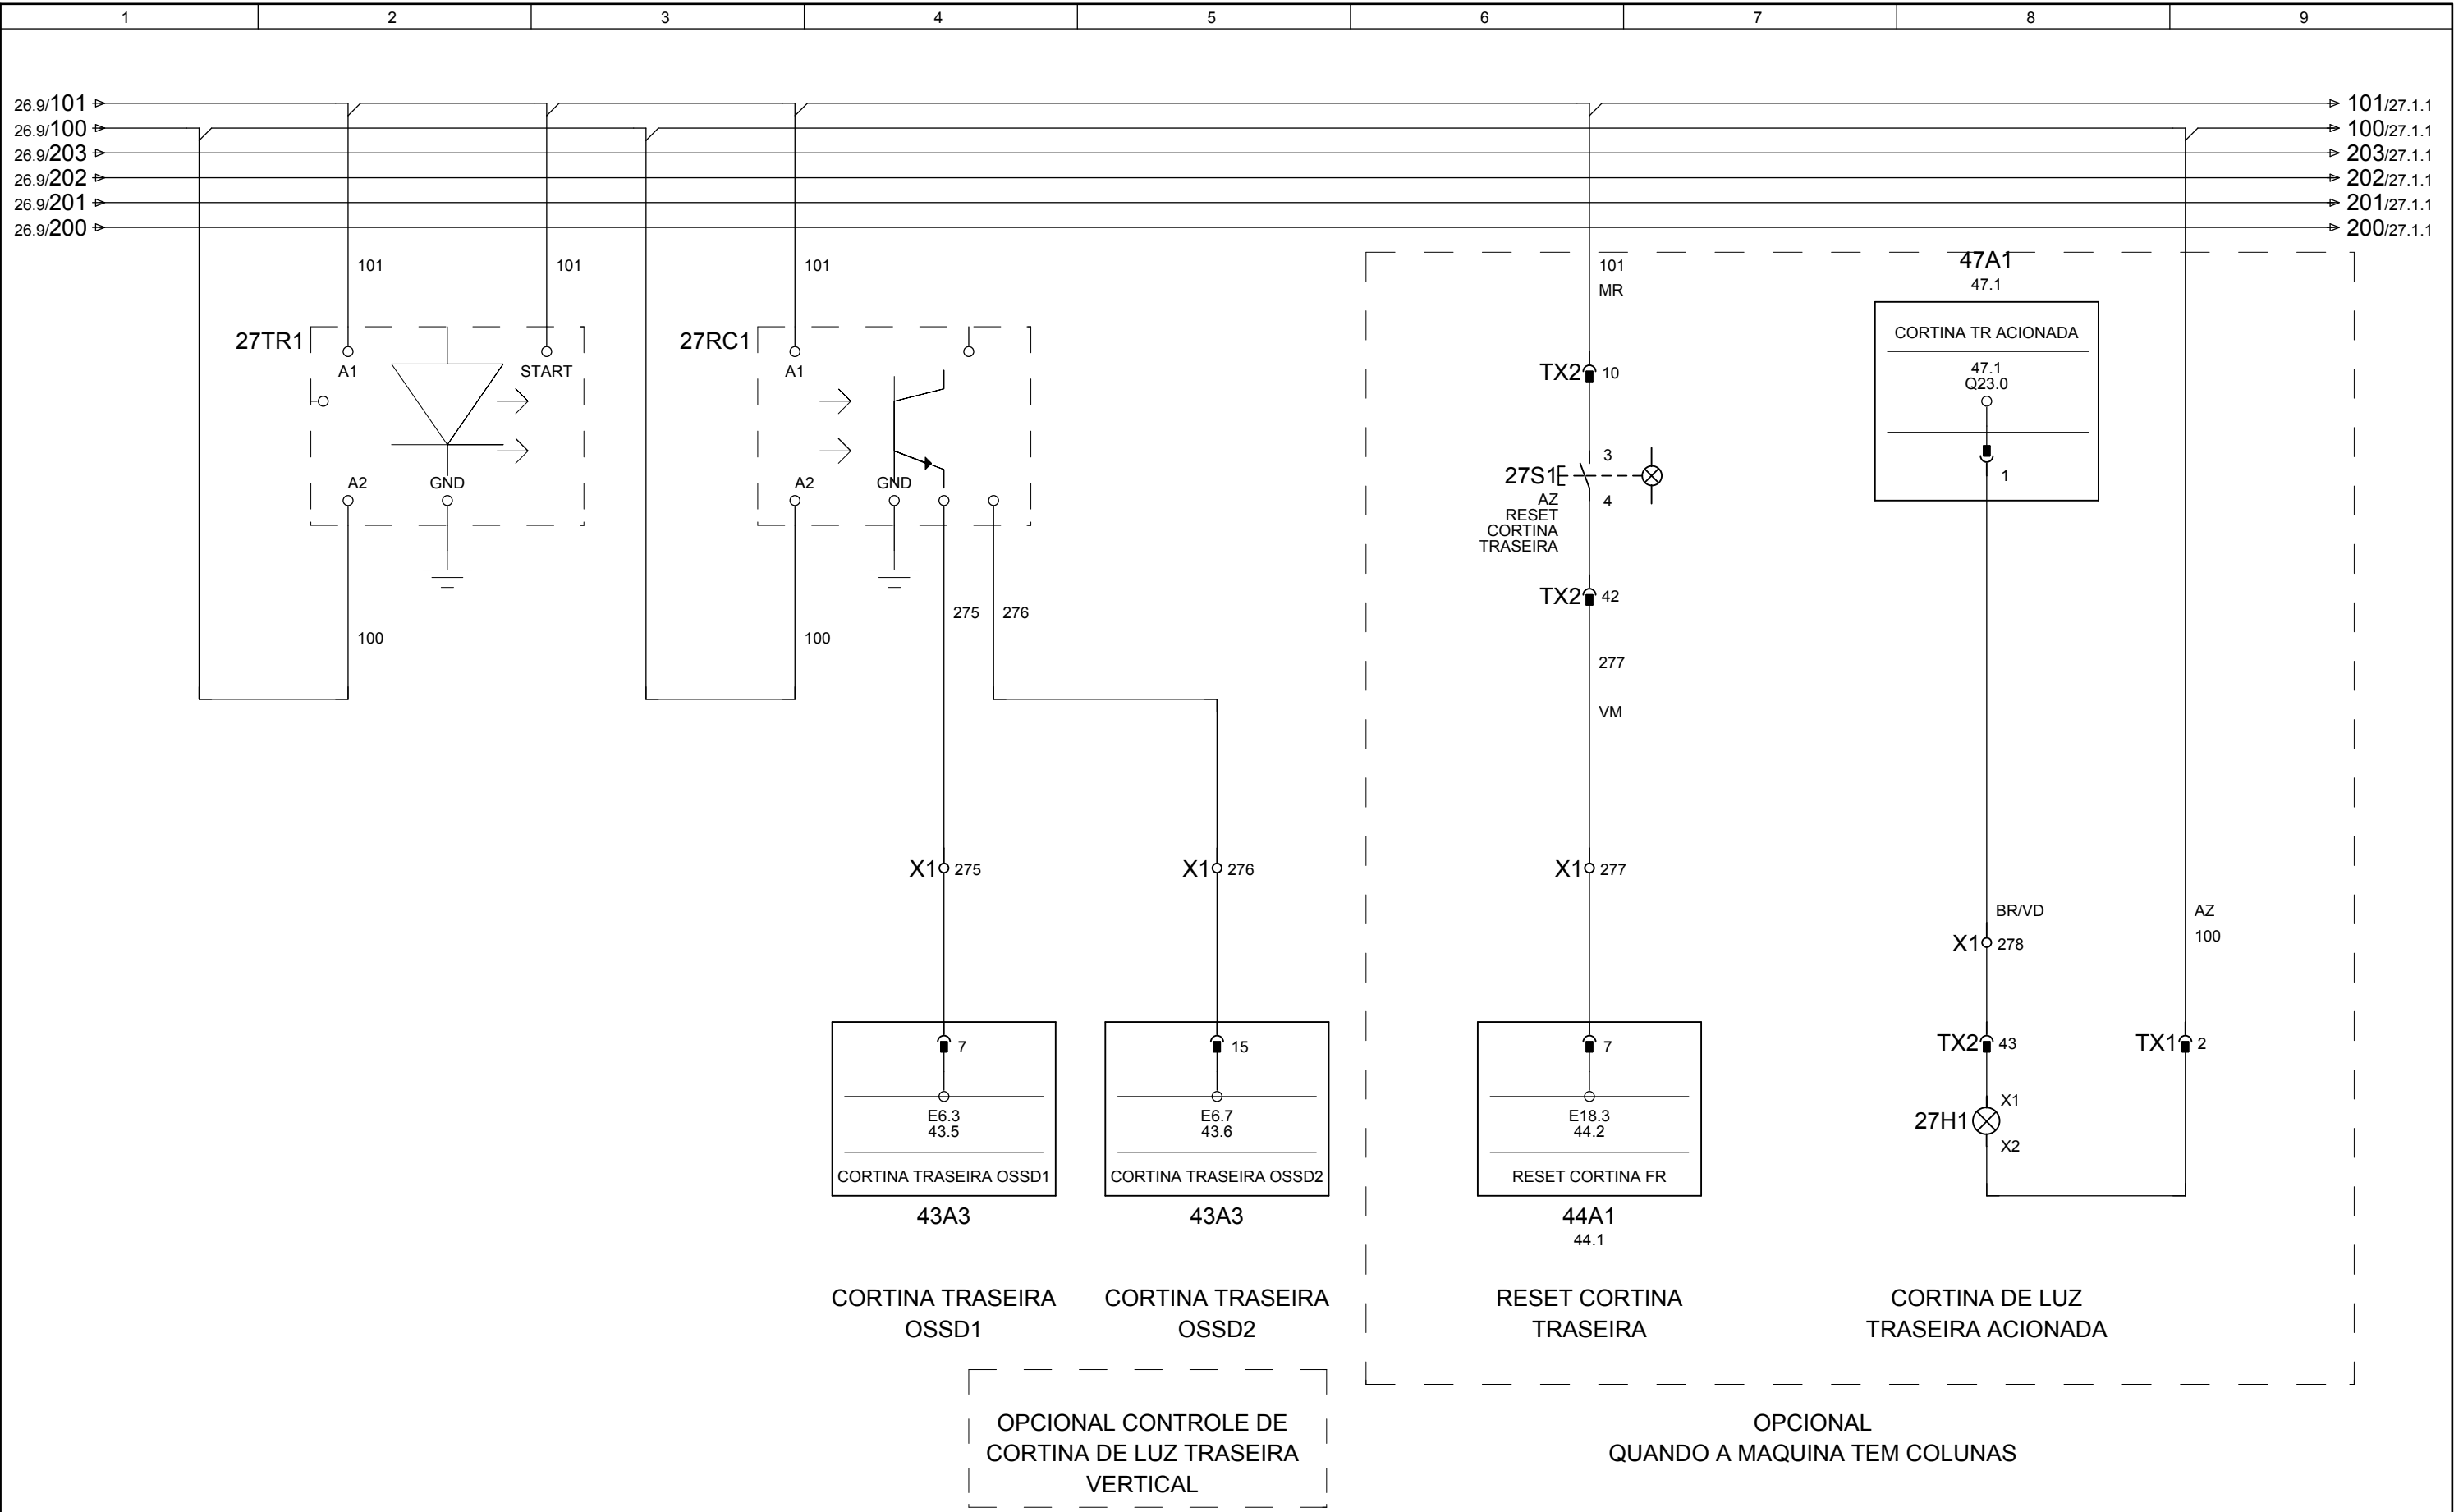 1 2 3 4 5 6 7 8 9
26.9/101 101/27.1.1
26.9/100 100/27.1.1
26.9/203 203/27.1.1
26.9/202 202/27.1.1
26.9/201 201/27.1.1
26.9/200 200/27.1.1
101 101 101 101
MR
47A1
47.1
27TR1
A1
START
A2
GND
100
27RC1
A1
A2
GND
100
275 276
TX2 10
27S1
3
4
AZ
RESET
CORTINA
TRASEIRA
TX2 42
277
VM
CORTINA TR ACIONADA
47.1
Q23.0
1
X1 275
X1 276
X1 277
BR/VD
X1 278
AZ
100
TX2 43
TX1 2
27H1
X1
X2
7
E6.3
43.5
CORTINA TRASEIRA OSSD1
43A3
15
E6.7
43.6
CORTINA TRASEIRA OSSD2
43A3
7
E18.3
44.2
RESET CORTINA FR
44A1
44.1
CORTINA TRASEIRA
OSSD1
CORTINA TRASEIRA
OSSD2
RESET CORTINA
TRASEIRA
CORTINA DE LUZ
TRASEIRA ACIONADA
OPCIONAL CONTROLE DE
CORTINA DE LUZ TRASEIRA
VERTICAL
OPCIONAL
QUANDO A MAQUINA TEM COLUNAS